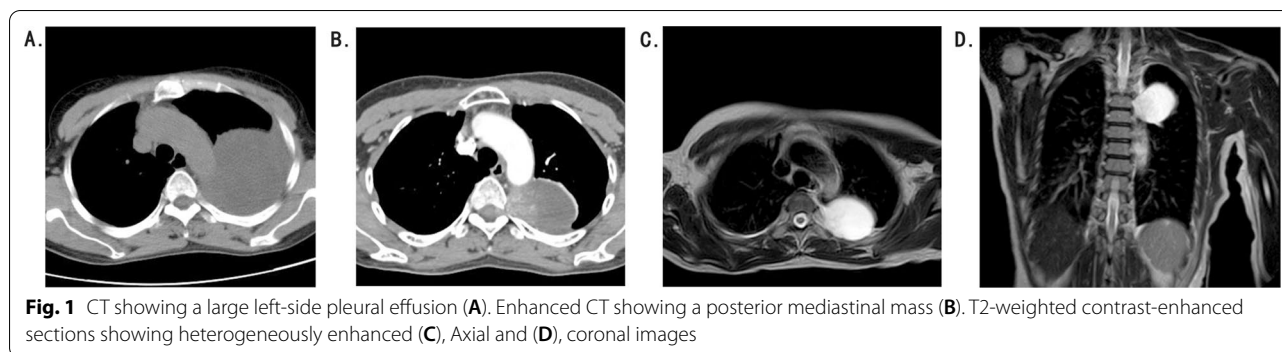 A.
B.
C.
D.
Fig. 1 CT showing a large left-side pleural effusion (A). Enhanced CT showing a posterior mediastinal mass (B). T2-weighted contrast-enhanced
sections showing heterogeneously enhanced (C), Axial and (D), coronal images